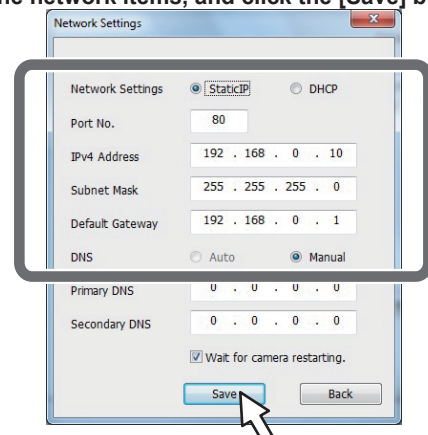 he network items, and click the [Save] b
Network Settings
Network Settings StaticIP DHCP
Port No. 80
IPv4 Address 192 . 168 . 0 . 10
Subnet Mask 255 . 255 . 255 . 0
Default Gateway 192 . 168 . 0 . 1
DNS Auto Manual
Primary DNS 0 . 0 . 0 . 0
Secondary DNS 0 . 0 . 0 . 0
Wait for camera restarting.
Save Back